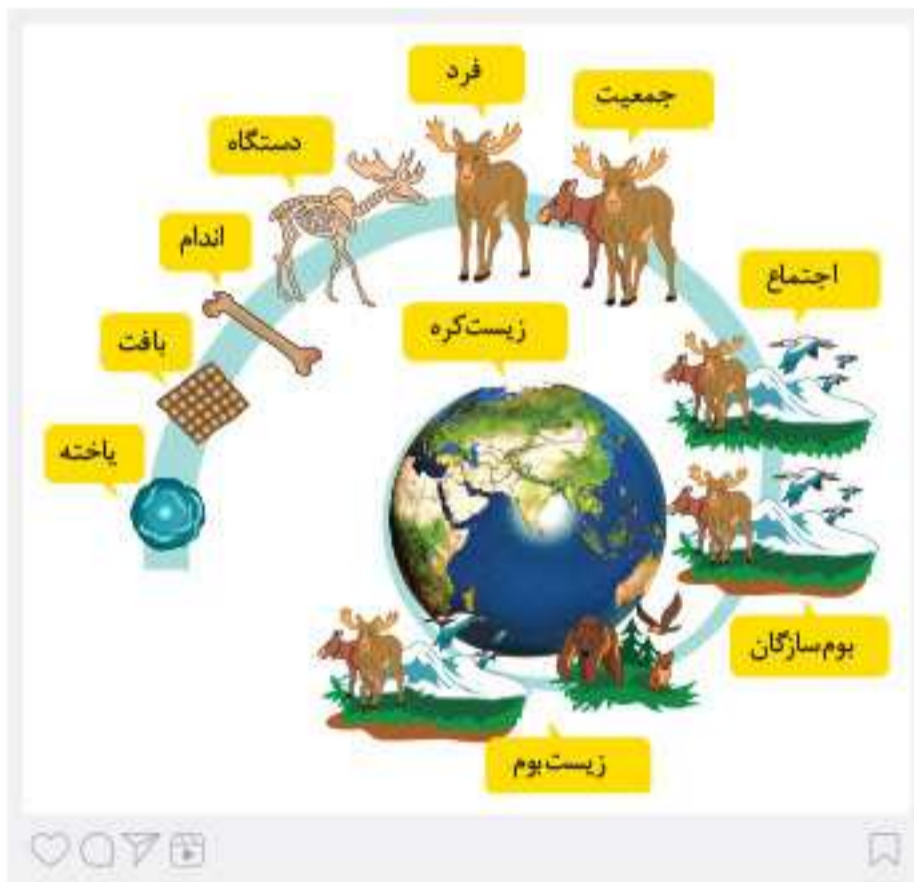 فرد
جمعیت
دستگاه
اندام
اجتماع
زیست‌کره
بافت
یاخته
بوم‌سازگان
زیست‌بوم